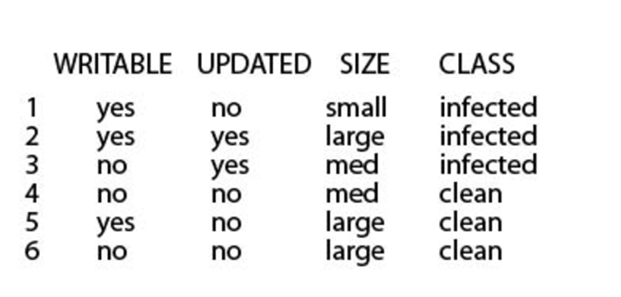 WRITABLE UPDATED SIZE CLASS
1 yes no small infected
2 yes yes large infected
3 no yes med infected
4 no no med clean
5 yes no large clean
6 no no large clean